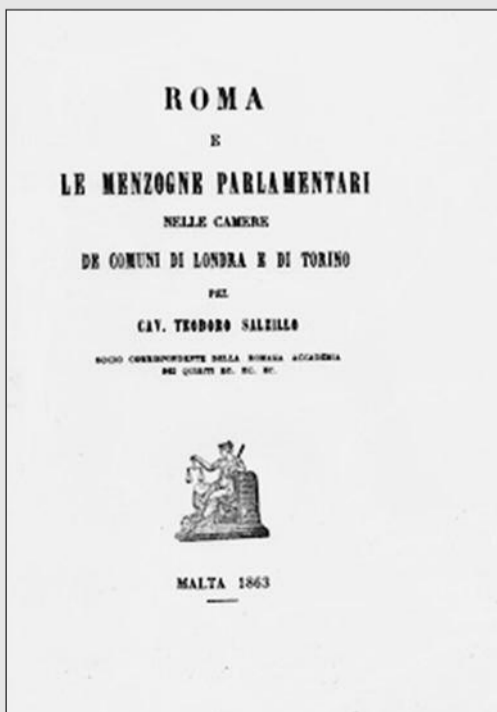 ROMA
E
LE MENZOGNE PARLAMENTARI
NELLE CAMERE
DE COMUNI DI LONDRA E DI TORINO
PEL
CAV. TEODORO SALZILLO
SOCIO CORRISPONDENTE DELLA ROMANA ACCADEMIA
DEI QUIRITI EC. EC. EC.
MALTA 1863